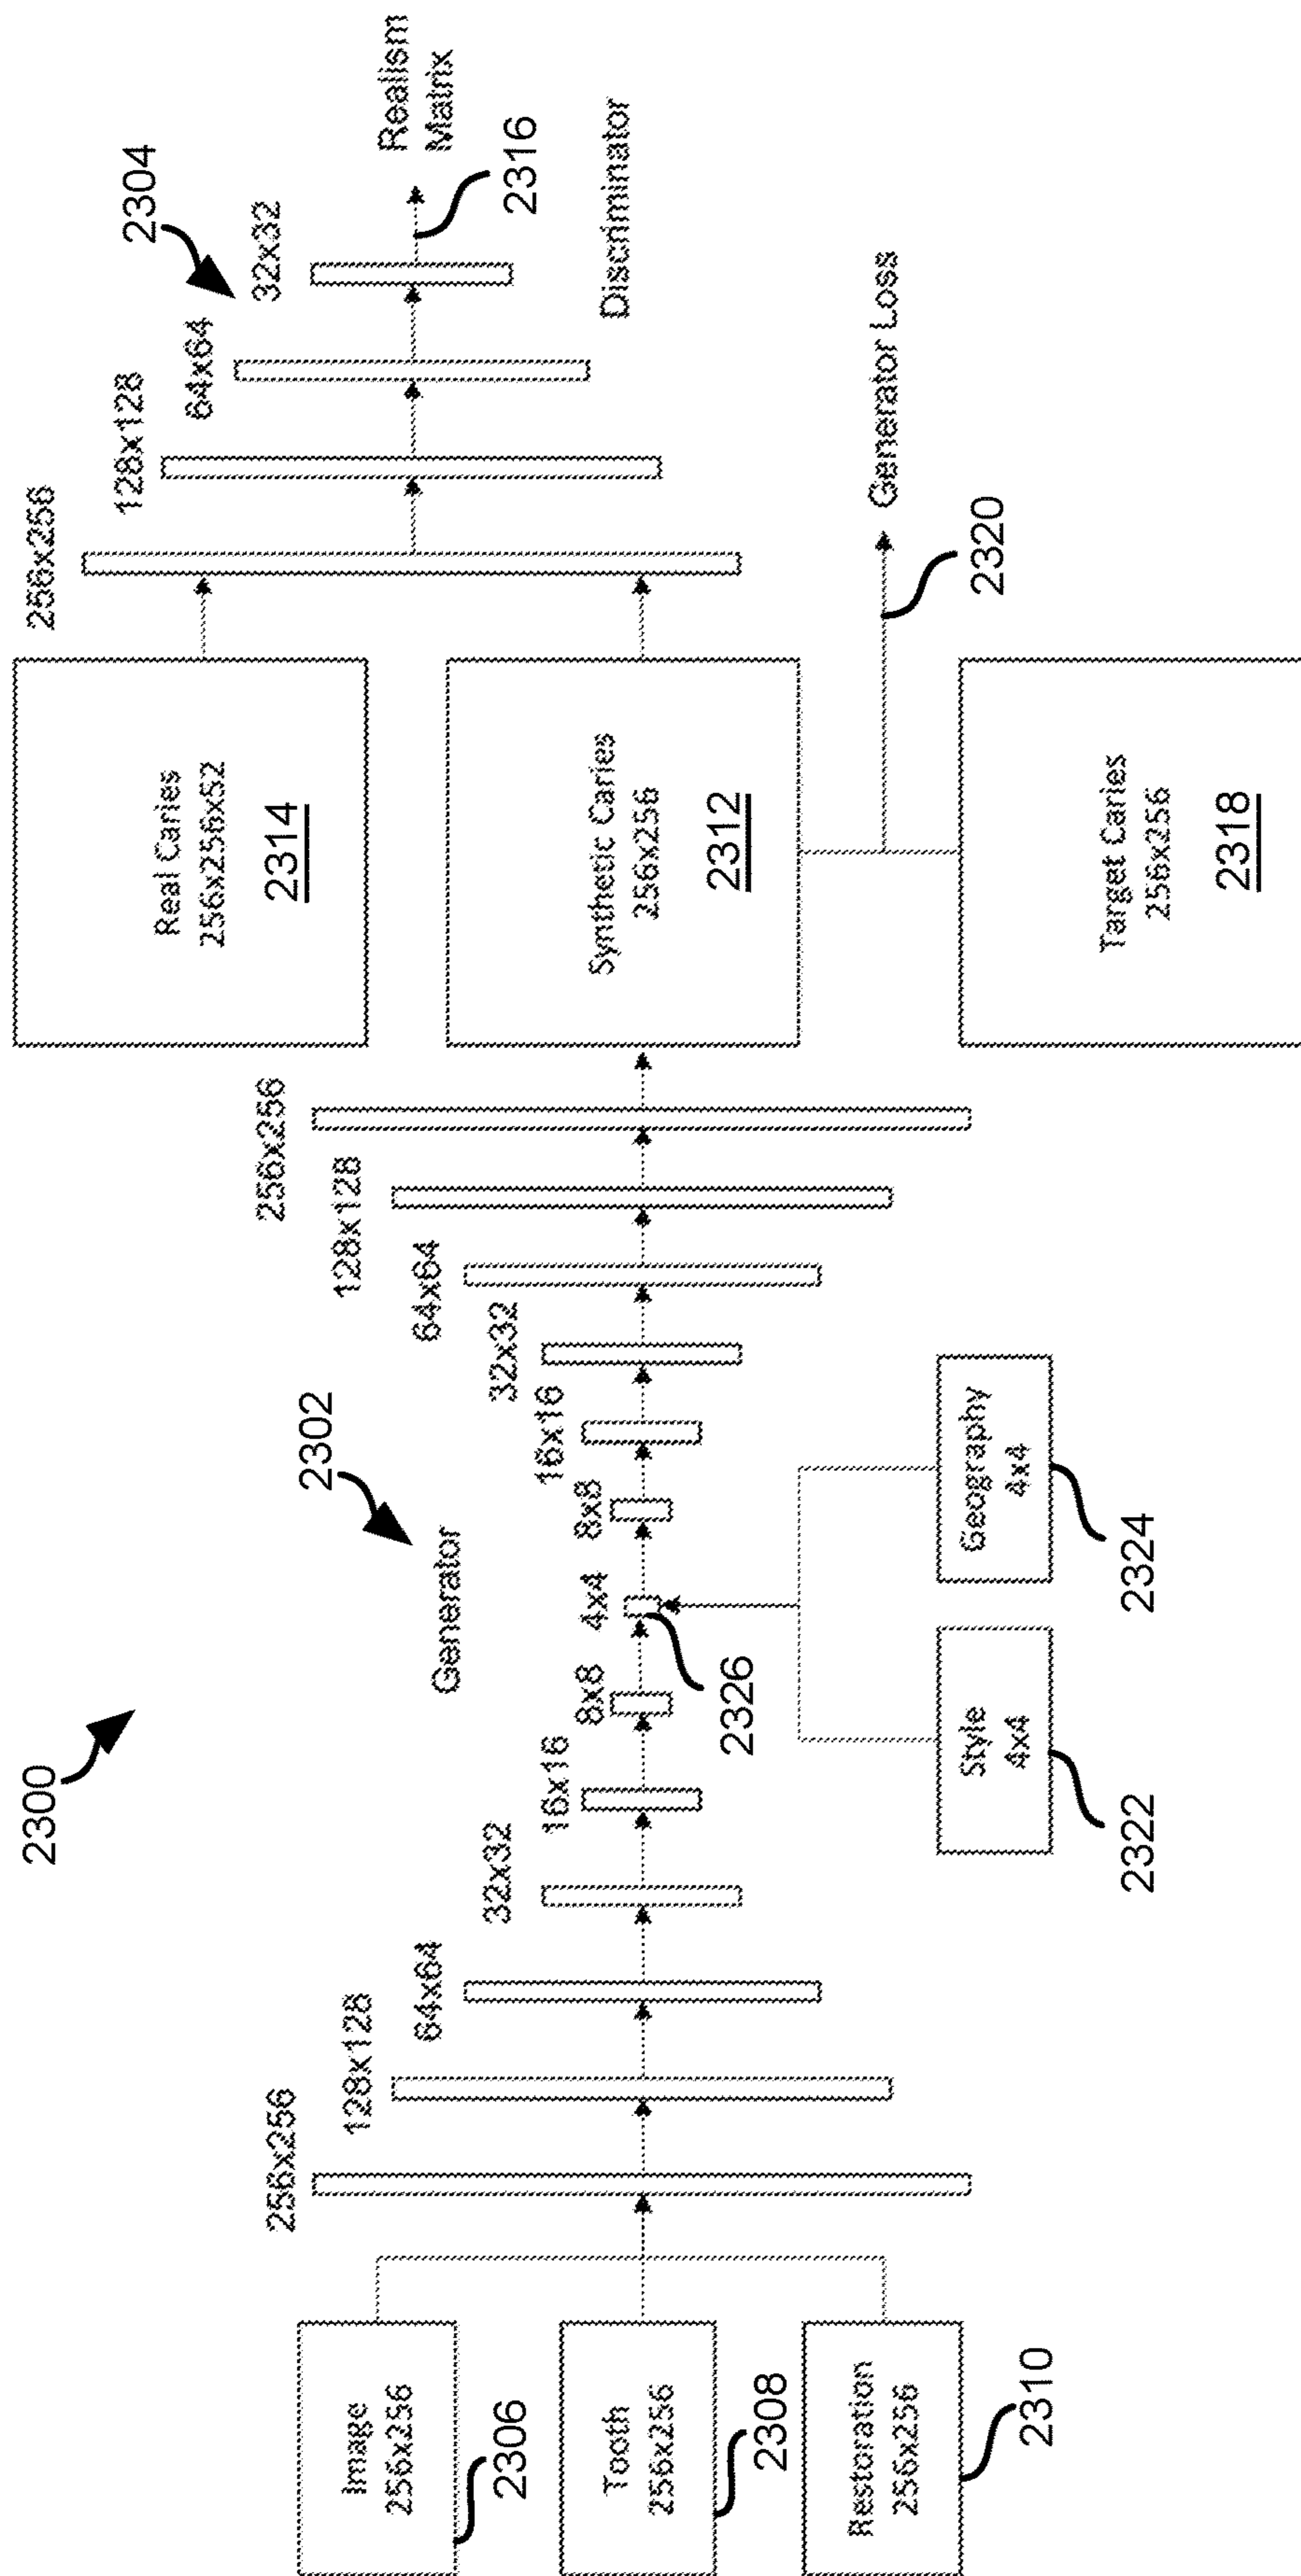 2300
Image
256x256
2306
Tooth
256x256
2308
Restoration
256x256
2310
256x256
128x128
64x64
32x32
16x16
8x8
4x4
2326
Generator
2302
Style
4x4
2322
Geography
4x4
2324
8x8
16x16
32x32
64x64
128x128
256x256
Real Caries
256x256x52
2314
Synthetic Caries
256x256
2312
Target Caries
256x256
2318
256x256
128x128
64x64
32x32
2304
Realism
Matrix
2316
Discriminator
Generator Loss
2320